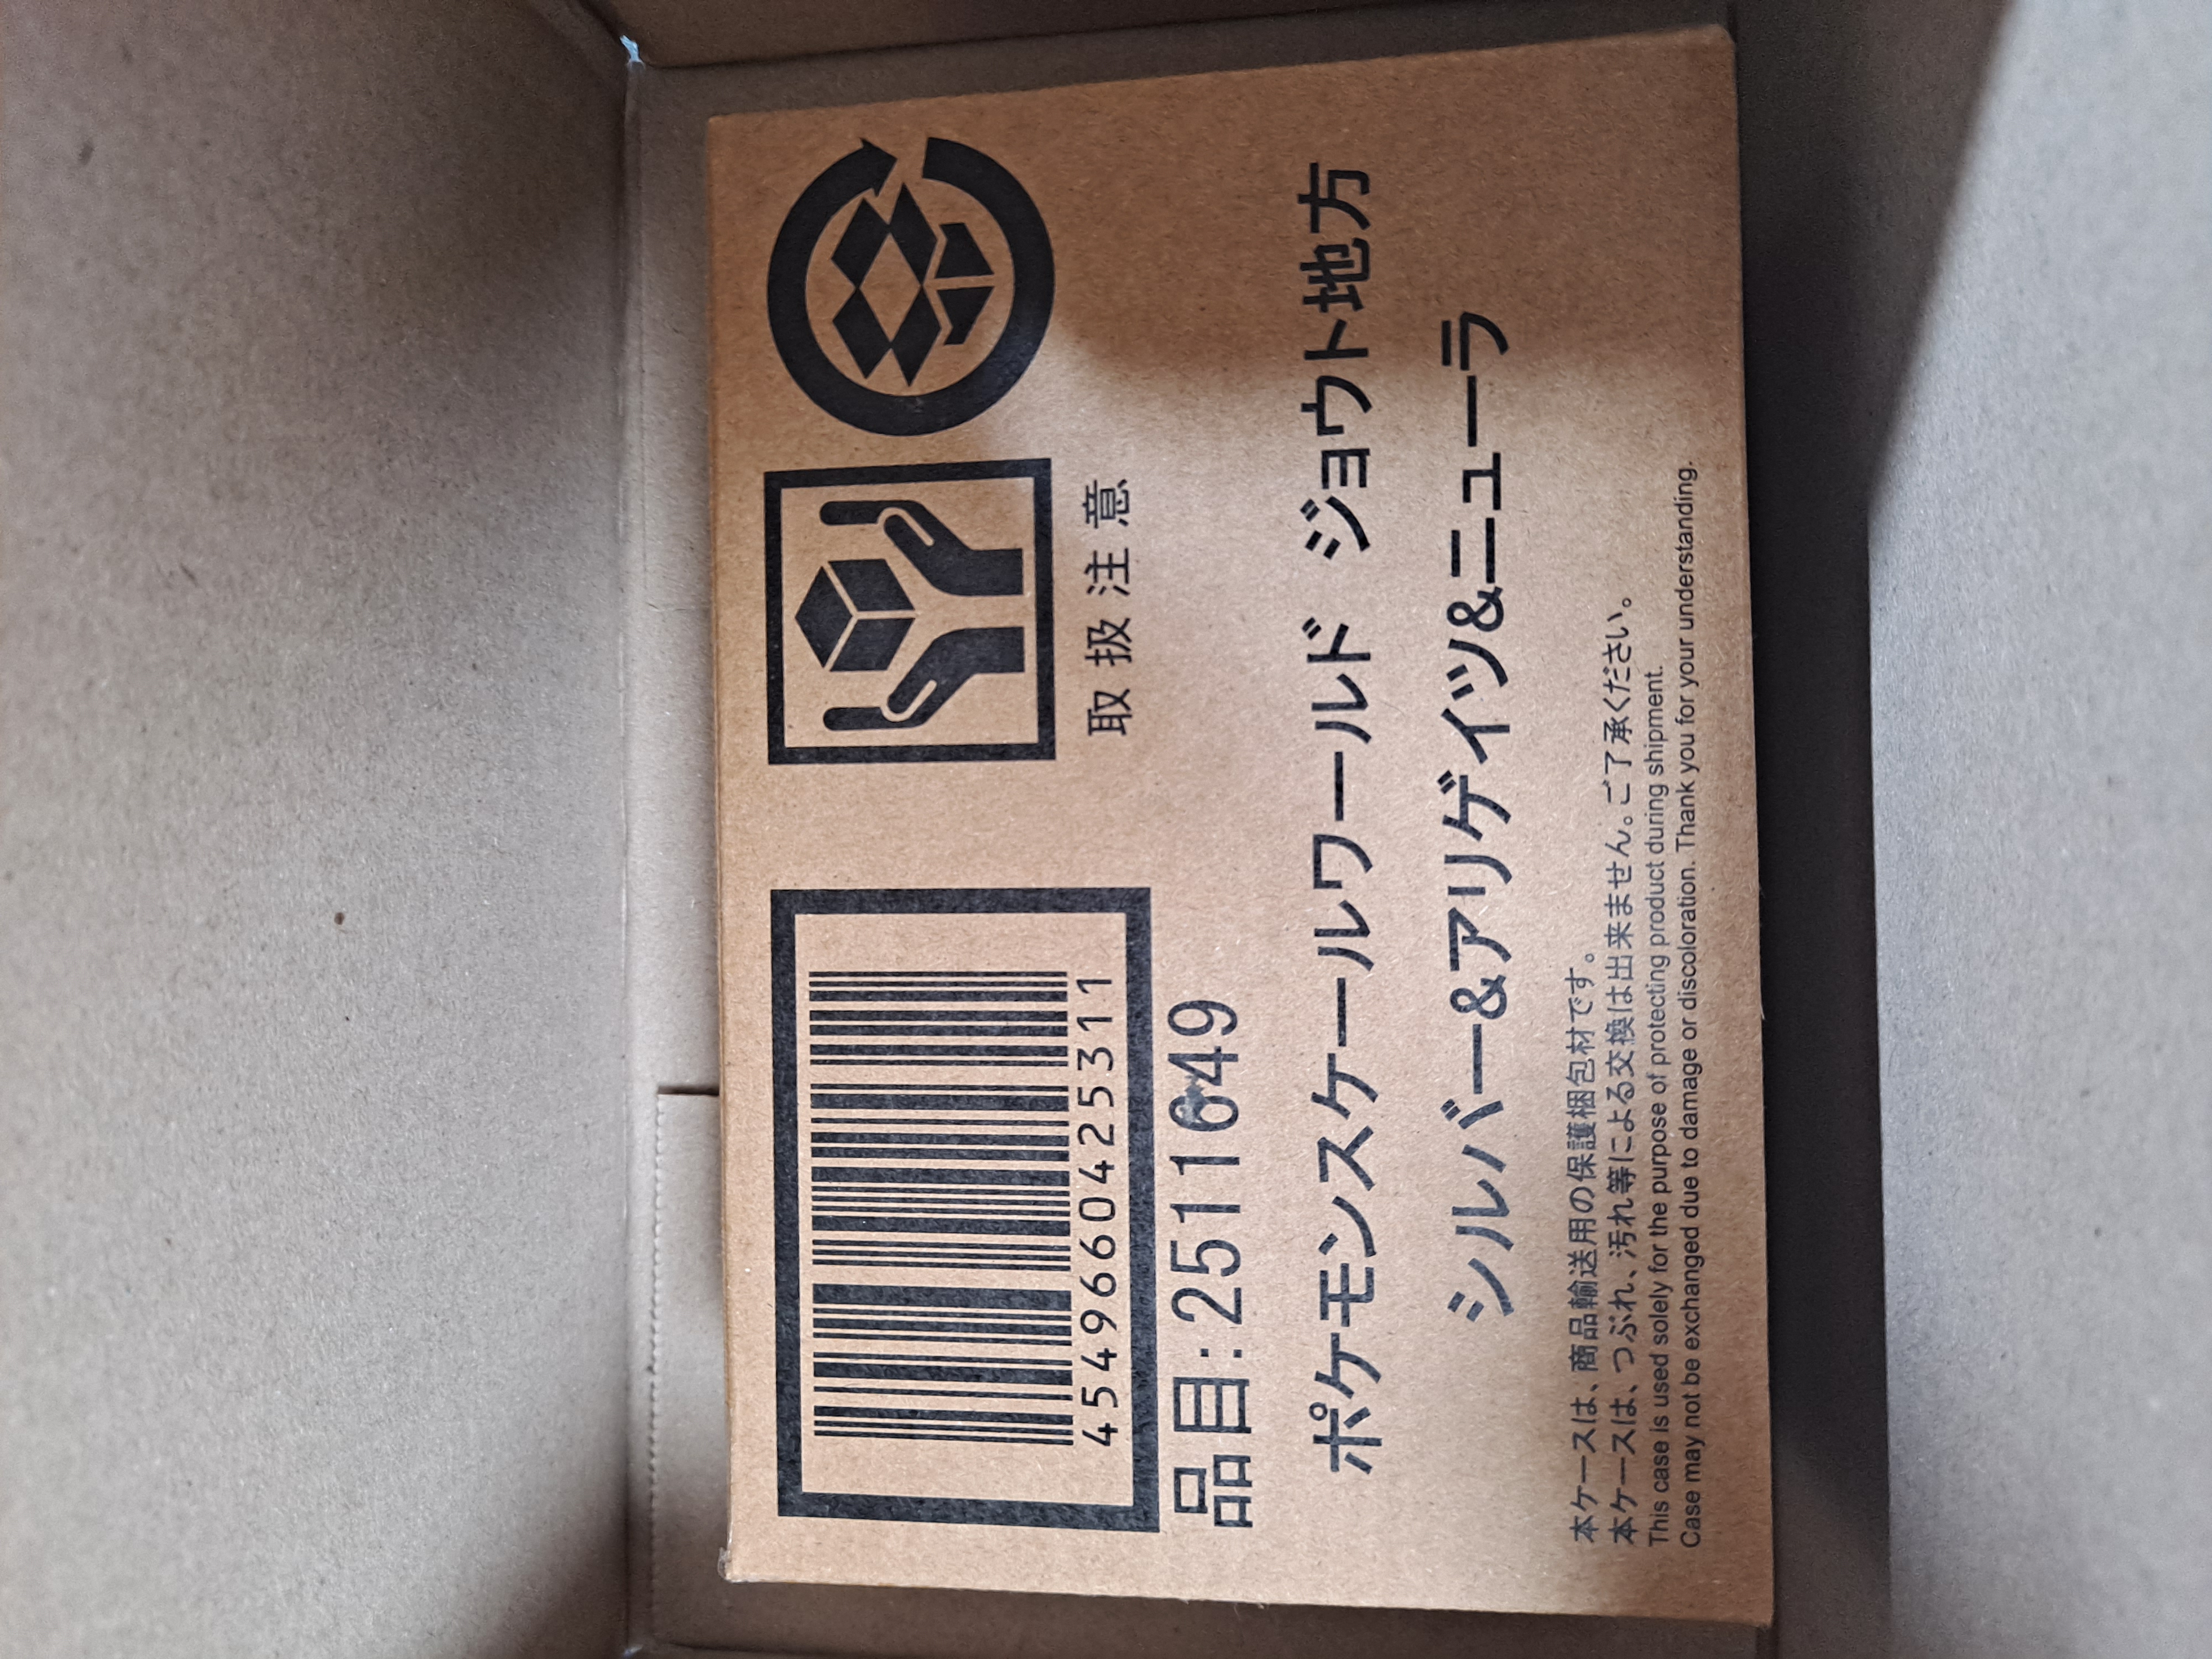 4549660425311
取扱注意
品目:2511649
ポケモンスケールワールド ジョウト地方
シルバー&アリゲイツ&ニューラ
本ケースは、商品輸送用の保護梱包材です。
本ケースは、つぶれ、汚れ等による交換は出来ません。ご了承ください。
This case is used solely for the purpose of protecting product during shipment.
Case may not be exchanged due to damage or discoloration. Thank you for your understanding.